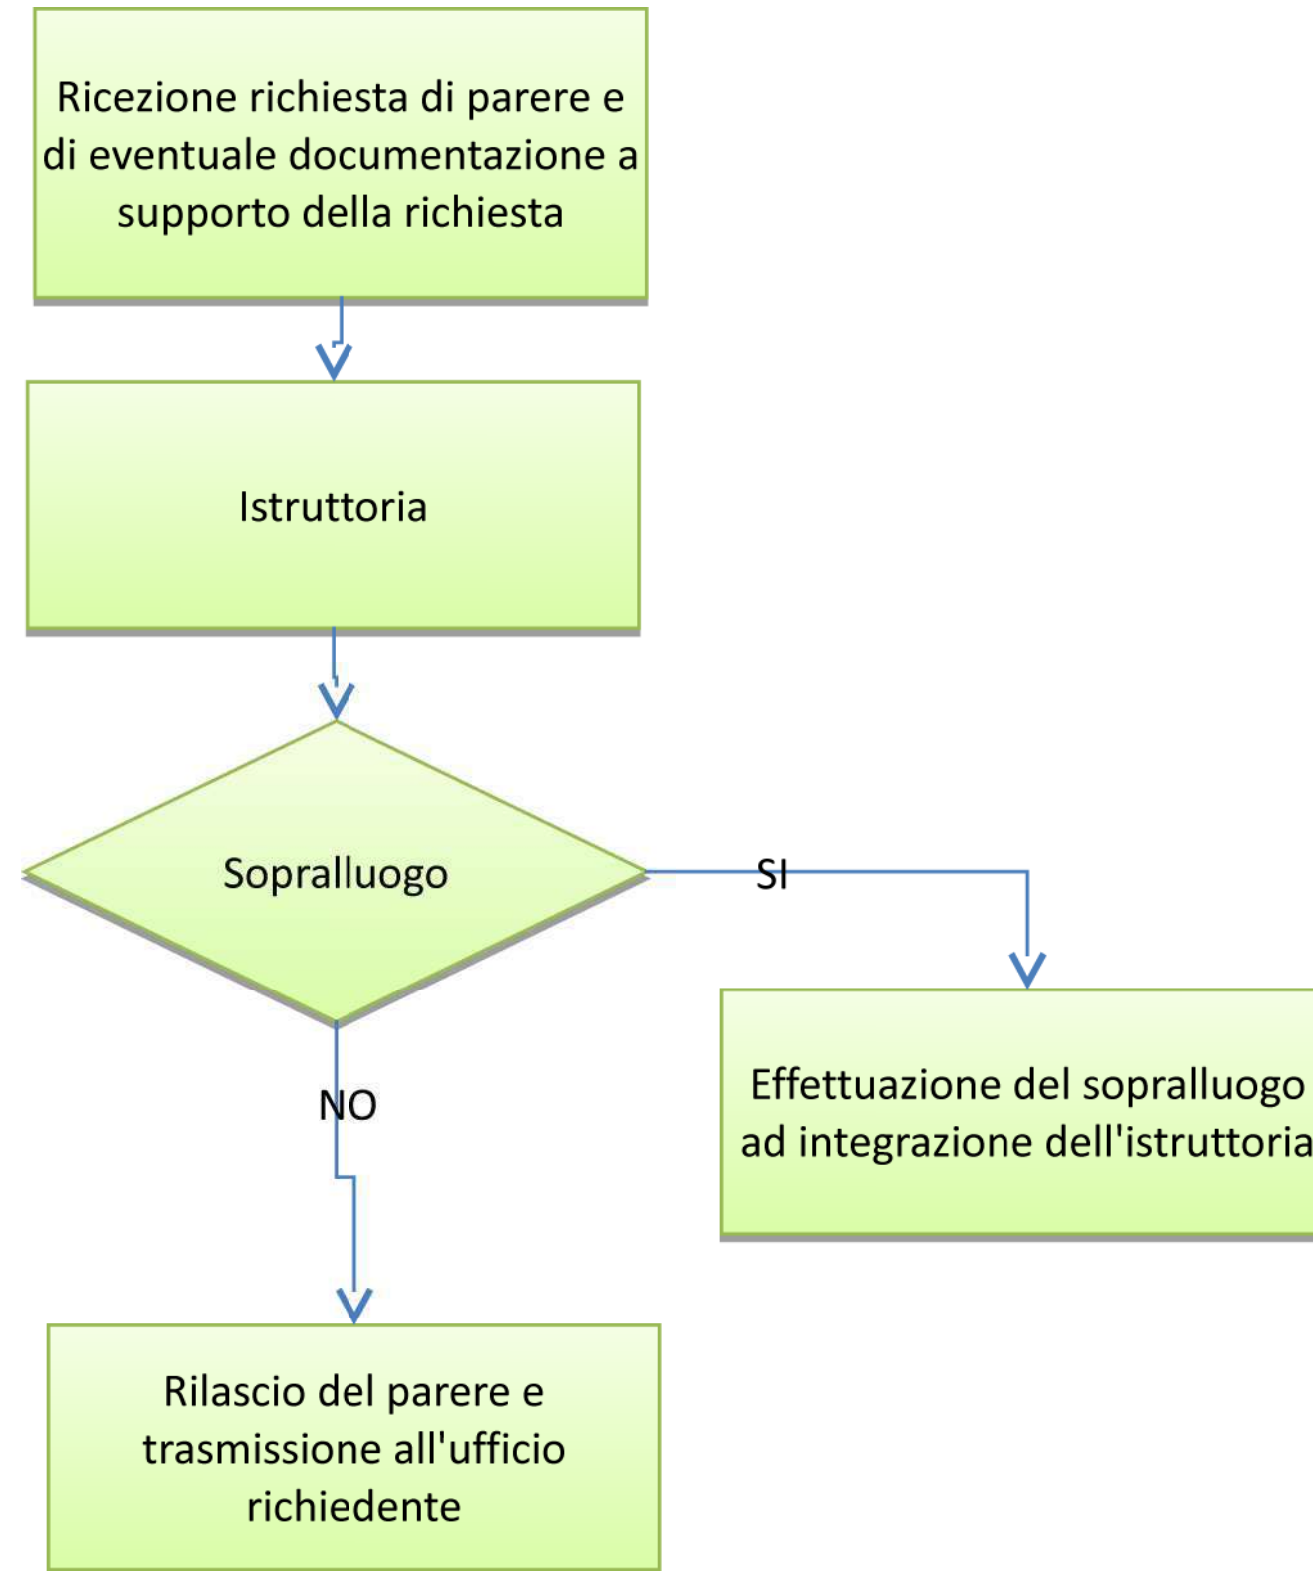 Ricezione richiesta di parere e
di eventuale documentazione a
supporto della richiesta
Istruttoria
Sopralluogo
SI
NO
Effettuazione del sopralluogo
ad integrazione dell'istruttoria
Rilascio del parere e
trasmissione all'ufficio
richiedente